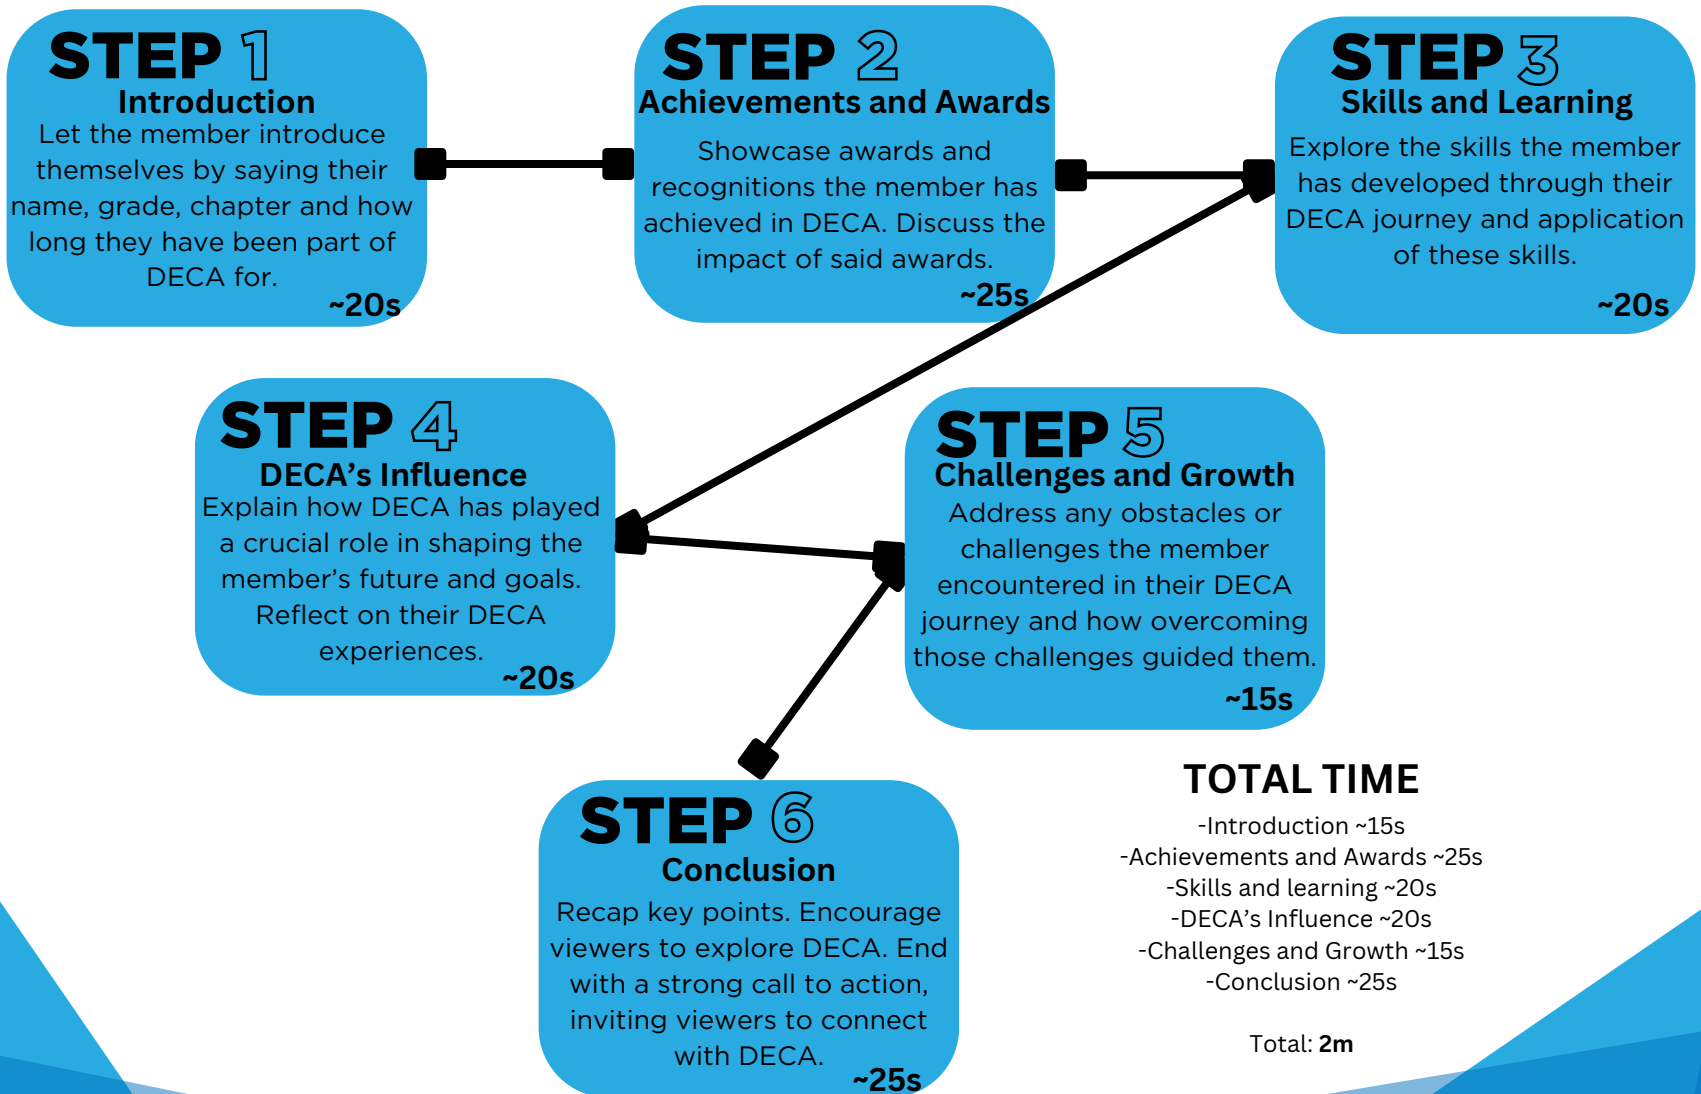 STEP 1
Introduction
Let the member introduce
themselves by saying their
name, grade, chapter and how
long they have been part of
DECA for.
~20s
STEP 2
Achievements and Awards
Showcase awards and
recognitions the member has
achieved in DECA. Discuss the
impact of said awards.
~25s
STEP 3
Skills and Learning
Explore the skills the member
has developed through their
DECA journey and application
of these skills.
~20s
STEP 4
DECA’s Influence
Explain how DECA has played
a crucial role in shaping the
member’s future and goals.
Reflect on their DECA
experiences.
~20s
STEP 5
Challenges and Growth
Address any obstacles or
challenges the member
encountered in their DECA
journey and how overcoming
those challenges guided them.
~15s
STEP 6
Conclusion
Recap key points. Encourage
viewers to explore DECA. End
with a strong call to action,
inviting viewers to connect
with DECA.
~25s
TOTAL TIME
-Introduction ~15s
-Achievements and Awards ~25s
-Skills and learning ~20s
-DECA’s Influence ~20s
-Challenges and Growth ~15s
-Conclusion ~25s
Total: 2m